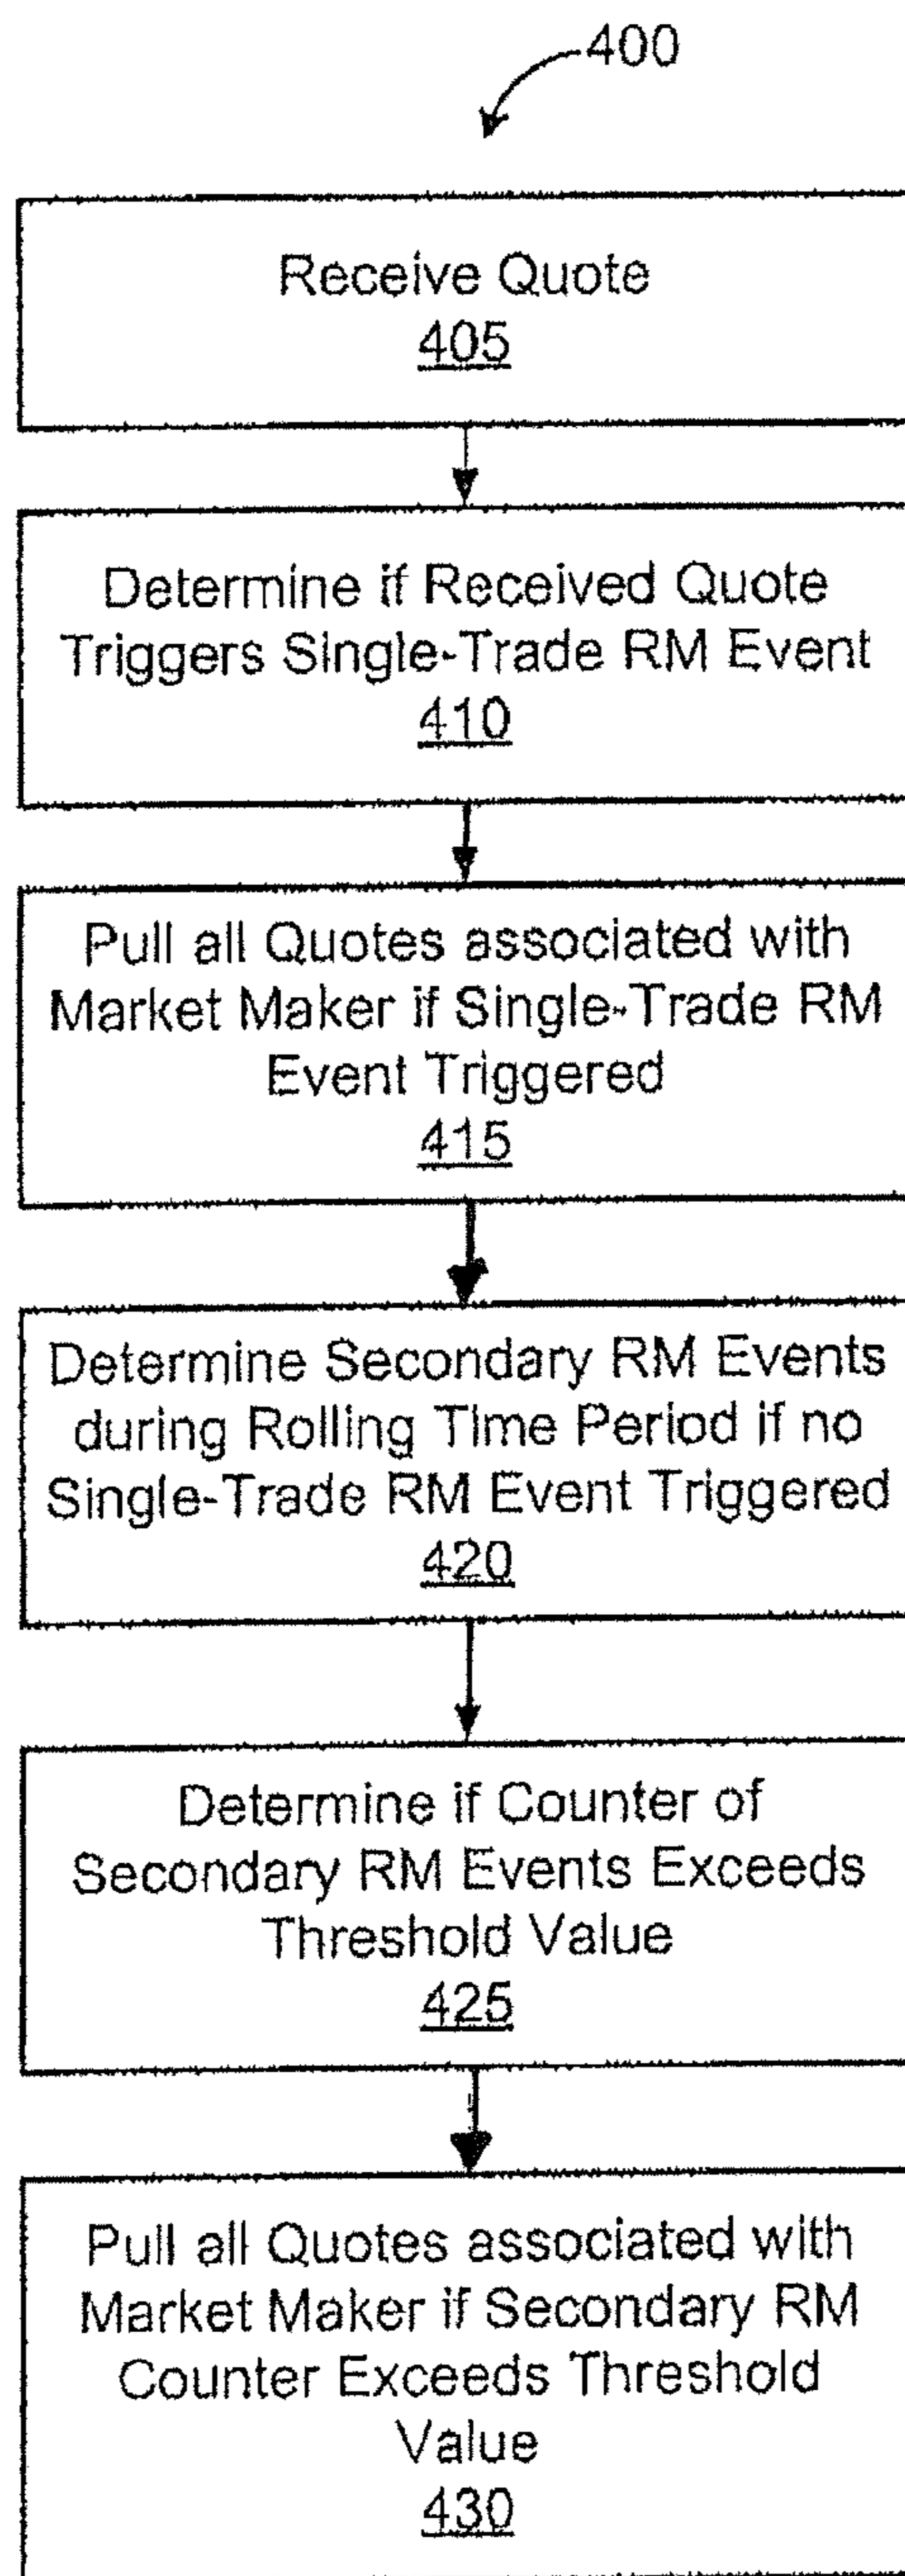 400
Receive Quote
405
Determine if Received Quote
Triggers Single-Trade RM Event
410
Pull all Quotes associated with
Market Maker if Single-Trade RM
Event Triggered
415
Determine Secondary RM Events
during Rolling Time Period if no
Single-Trade RM Event Triggered
420
Determine if Counter of
Secondary RM Events Exceeds
Threshold Value
425
Pull all Quotes associated with
Market Maker if Secondary RM
Counter Exceeds Threshold
Value
430